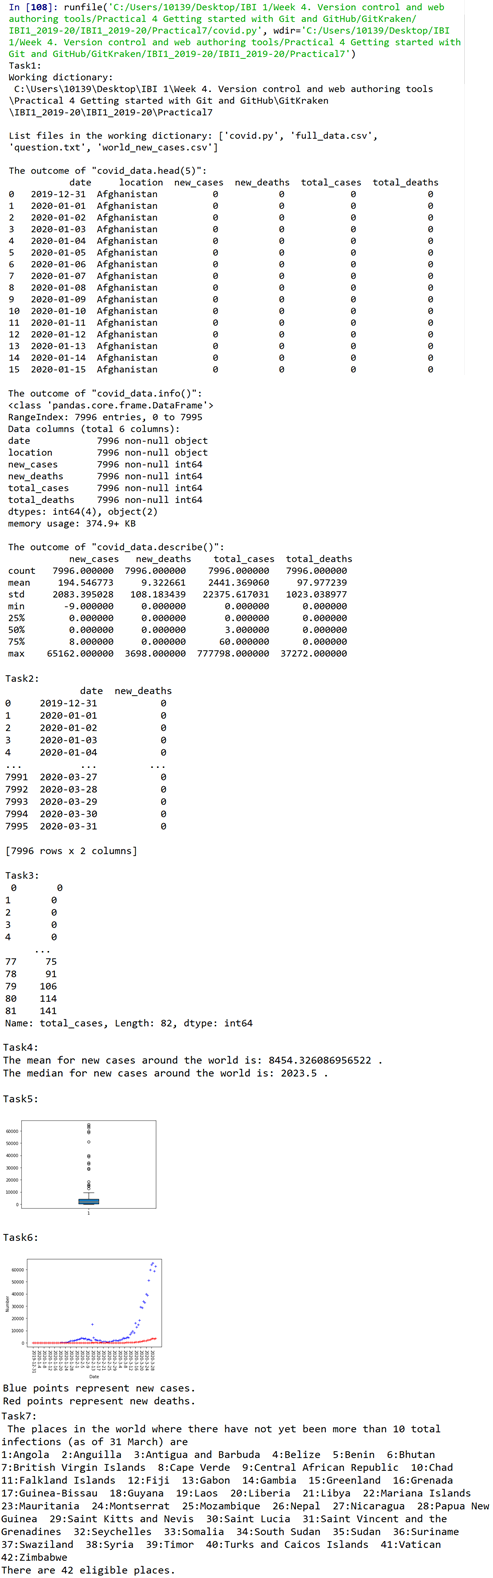 In [108]: runfile('C:/Users/10139/Desktop/IBI 1/Week 4. Version control and web
authoring tools/Practical 4 Getting started with Git and GitHub/GitKraken/
IBI1_2019-20/IBI1_2019-20/Practical7/covid.py', wdir='C:/Users/10139/Desktop/IBI
1/Week 4. Version control and web authoring tools/Practical 4 Getting started with
Git and GitHub/GitKraken/IBI1_2019-20/IBI1_2019-20/Practical7')
Task1:
Working dictionary:
C:\Users\10139\Desktop\IBI 1\Week 4. Version control and web authoring tools
\Practical 4 Getting started with Git and GitHub\GitKraken
\IBI1_2019-20\IBI1_2019-20\Practical7
List files in the working dictionary: ['covid.py', 'full_data.csv',
'question.txt', 'world_new_cases.csv']
The outcome of "covid_data.head(5)":
date location new_cases new_deaths total_cases total_deaths
0 2019-12-31 Afghanistan 0 0 0 0
1 2020-01-01 Afghanistan 0 0 0 0
2 2020-01-02 Afghanistan 0 0 0 0
3 2020-01-03 Afghanistan 0 0 0 0
4 2020-01-04 Afghanistan 0 0 0 0
5 2020-01-05 Afghanistan 0 0 0 0
6 2020-01-06 Afghanistan 0 0 0 0
7 2020-01-07 Afghanistan 0 0 0 0
8 2020-01-08 Afghanistan 0 0 0 0
9 2020-01-09 Afghanistan 0 0 0 0
10 2020-01-10 Afghanistan 0 0 0 0
11 2020-01-11 Afghanistan 0 0 0 0
12 2020-01-12 Afghanistan 0 0 0 0
13 2020-01-13 Afghanistan 0 0 0 0
14 2020-01-14 Afghanistan 0 0 0 0
15 2020-01-15 Afghanistan 0 0 0 0
The outcome of "covid_data.info()":
<class 'pandas.core.frame.DataFrame'>
RangeIndex: 7996 entries, 0 to 7995
Data columns (total 6 columns):
date 7996 non-null object
location 7996 non-null object
new_cases 7996 non-null int64
new_deaths 7996 non-null int64
total_cases 7996 non-null int64
total_deaths 7996 non-null int64
dtypes: int64(4), object(2)
memory usage: 374.9+ KB
The outcome of "covid_data.describe()":
new_cases new_deaths total_cases total_deaths
count 7996.000000 7996.000000 7996.000000 7996.000000
mean 194.546773 9.322661 2441.369060 97.977239
std 2083.395028 108.183439 22375.617031 1023.038977
min -9.000000 0.000000 0.000000 0.000000
25% 0.000000 0.000000 0.000000 0.000000
50% 0.000000 0.000000 3.000000 0.000000
75% 8.000000 0.000000 60.000000 0.000000
max 65162.000000 3698.000000 777798.000000 37272.000000
Task2:
date new_deaths
0 2019-12-31 0
1 2020-01-01 0
2 2020-01-02 0
3 2020-01-03 0
4 2020-01-04 0
... ... ...
7991 2020-03-27 0
7992 2020-03-28 0
7993 2020-03-29 0
7994 2020-03-30 0
7995 2020-03-31 0
[7996 rows x 2 columns]
Task3:
0 0
1 0
2 0
3 0
4 0
...
77 75
78 91
79 106
80 114
81 141
Name: total_cases, Length: 82, dtype: int64
Task4:
The mean for new cases around the world is: 8454.326086956522 .
The median for new cases around the world is: 2023.5 .
Task5:
60000
50000
40000
30000
20000
10000
0
1
Task6:
60000
50000
40000
30000
20000
10000
0
Number
Date
Blue points represent new cases.
Red points represent new deaths.
Task7:
The places in the world where there have not yet been more than 10 total
infections (as of 31 March) are
1:Angola 2:Anguilla 3:Antigua and Barbuda 4:Belize 5:Benin 6:Bhutan
7:British Virgin Islands 8:Cape Verde 9:Central African Republic 10:Chad
11:Falkland Islands 12:Fiji 13:Gabon 14:Gambia 15:Greenland 16:Grenada
17:Guinea-Bissau 18:Guyana 19:Laos 20:Liberia 21:Libya 22:Mariana Islands
23:Mauritania 24:Montserrat 25:Mozambique 26:Nepal 27:Nicaragua 28:Papua New
Guinea 29:Saint Kitts and Nevis 30:Saint Lucia 31:Saint Vincent and the
Grenadines 32:Seychelles 33:Somalia 34:South Sudan 35:Sudan 36:Suriname
37:Swaziland 38:Syria 39:Timor 40:Turks and Caicos Islands 41:Vatican
42:Zimbabwe
There are 42 eligible places.